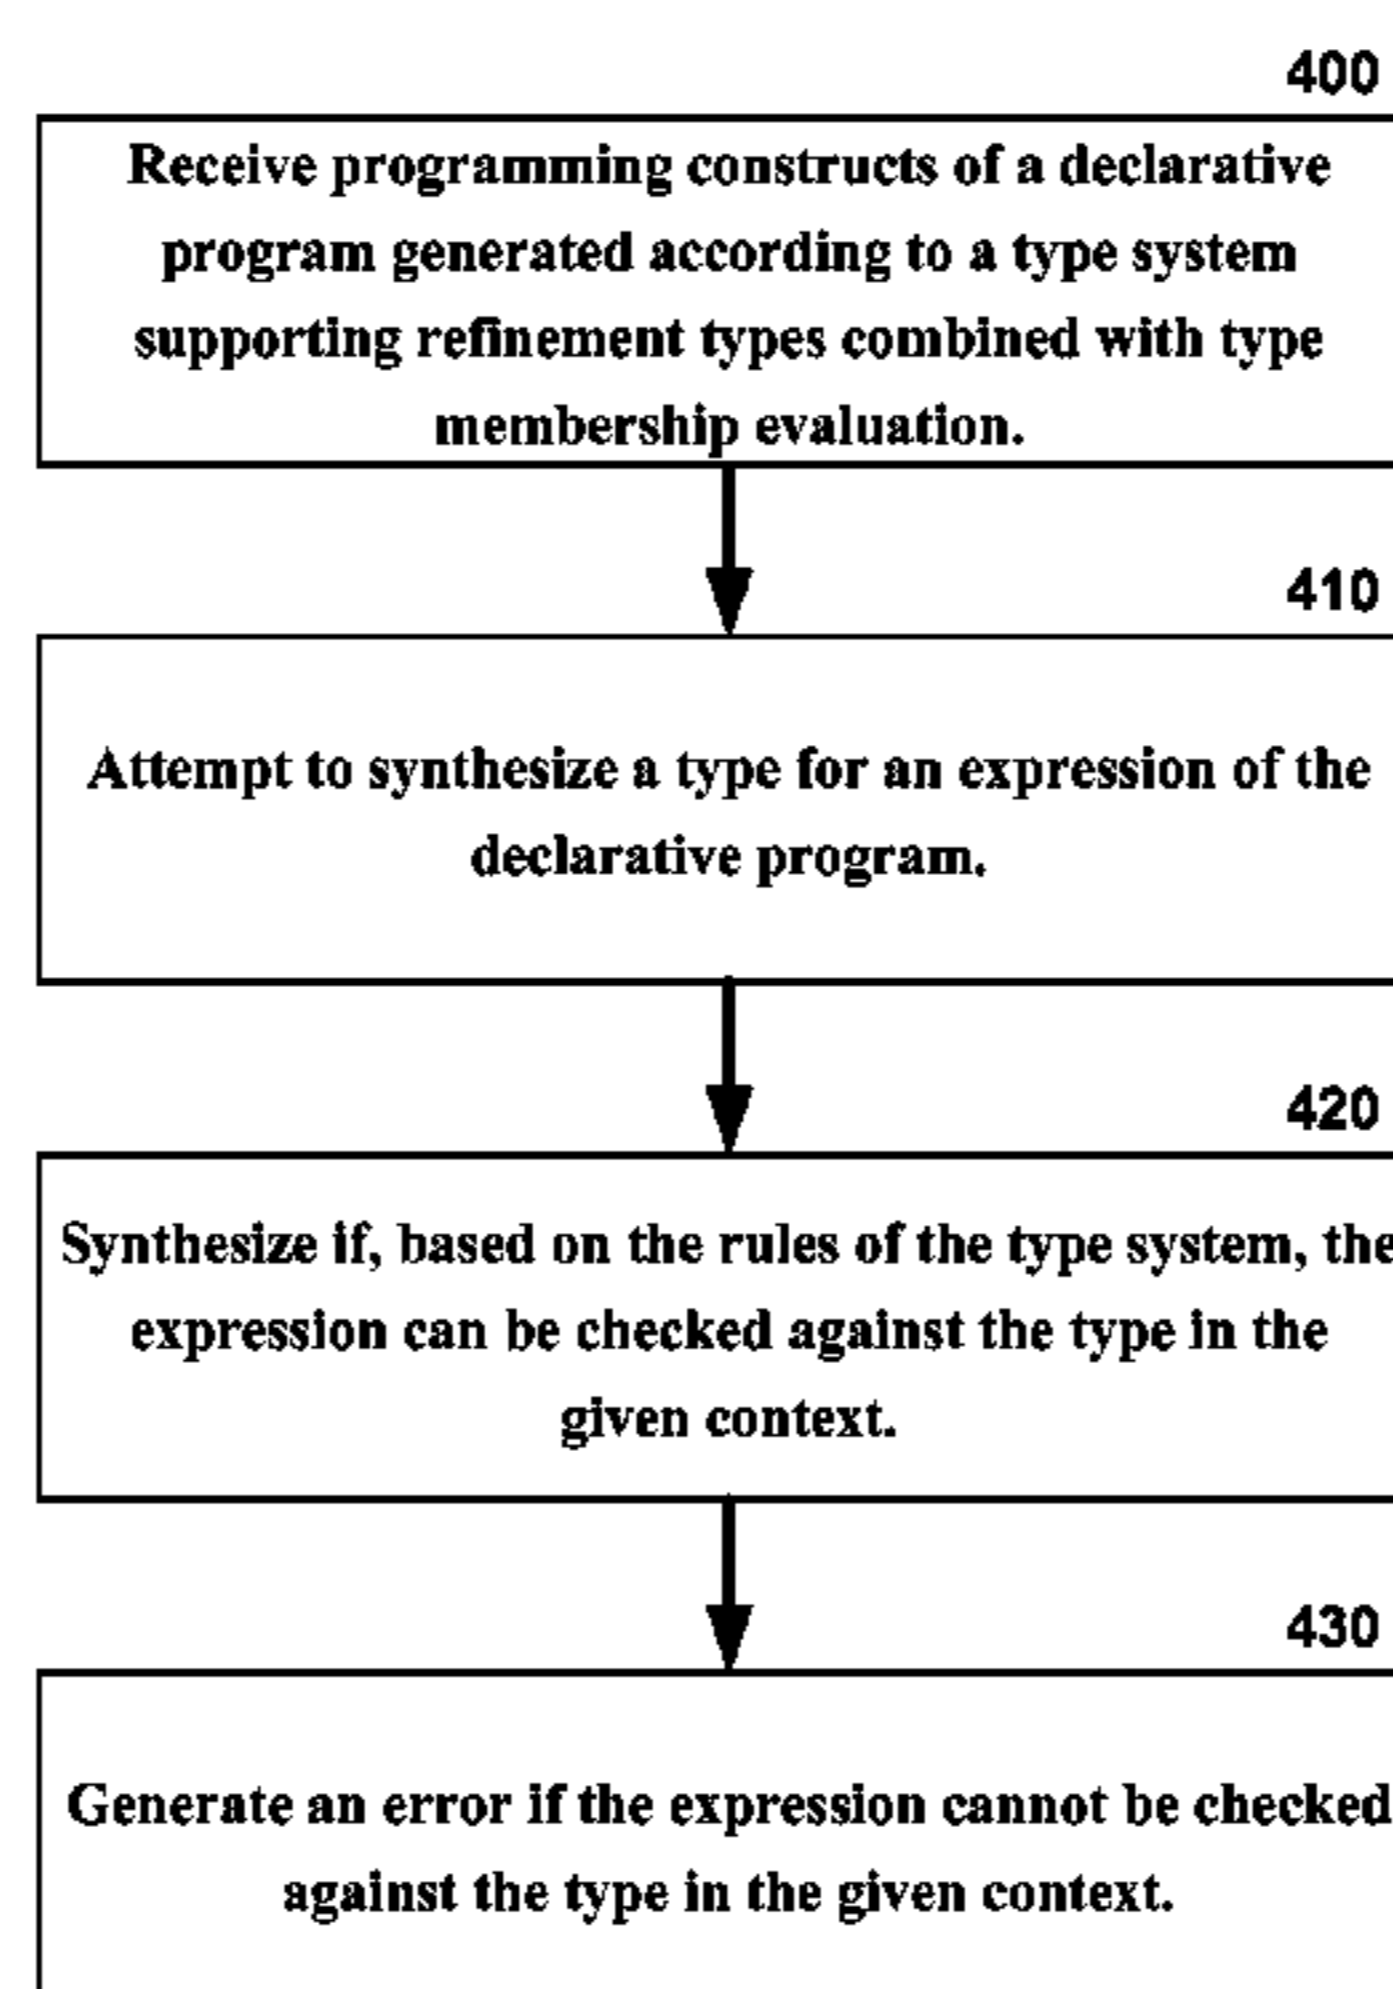 400
Receive programming constructs of a declarative
program generated according to a type system
supporting refinement types combined with type
membership evaluation.
410
Attempt to synthesize a type for an expression of the
declarative program.
420
Synthesize if, based on the rules of the type system, the
expression can be checked against the type in the
given context.
430
Generate an error if the expression cannot be checked
against the type in the given context.